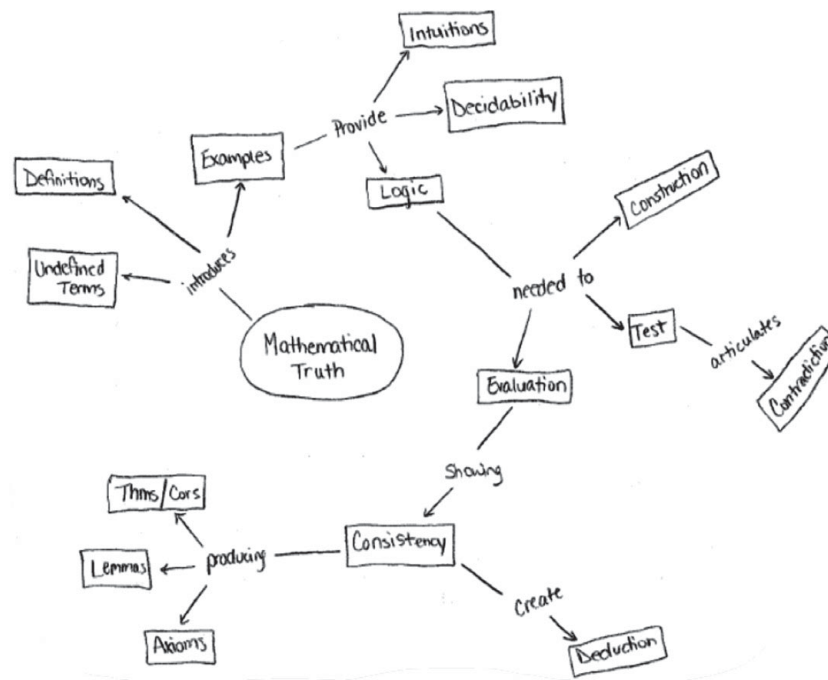 Intuitions
Decidability
Provide
Examples
Logic
Definitions
Construction
Undefined
Terms
introduces
needed to
Mathematical
Truth
Test
articulates
Contradiction
Evaluation
Showing
Thms/Cors
Consistency
producing
Lemmas
Create
Axioms
Deduction